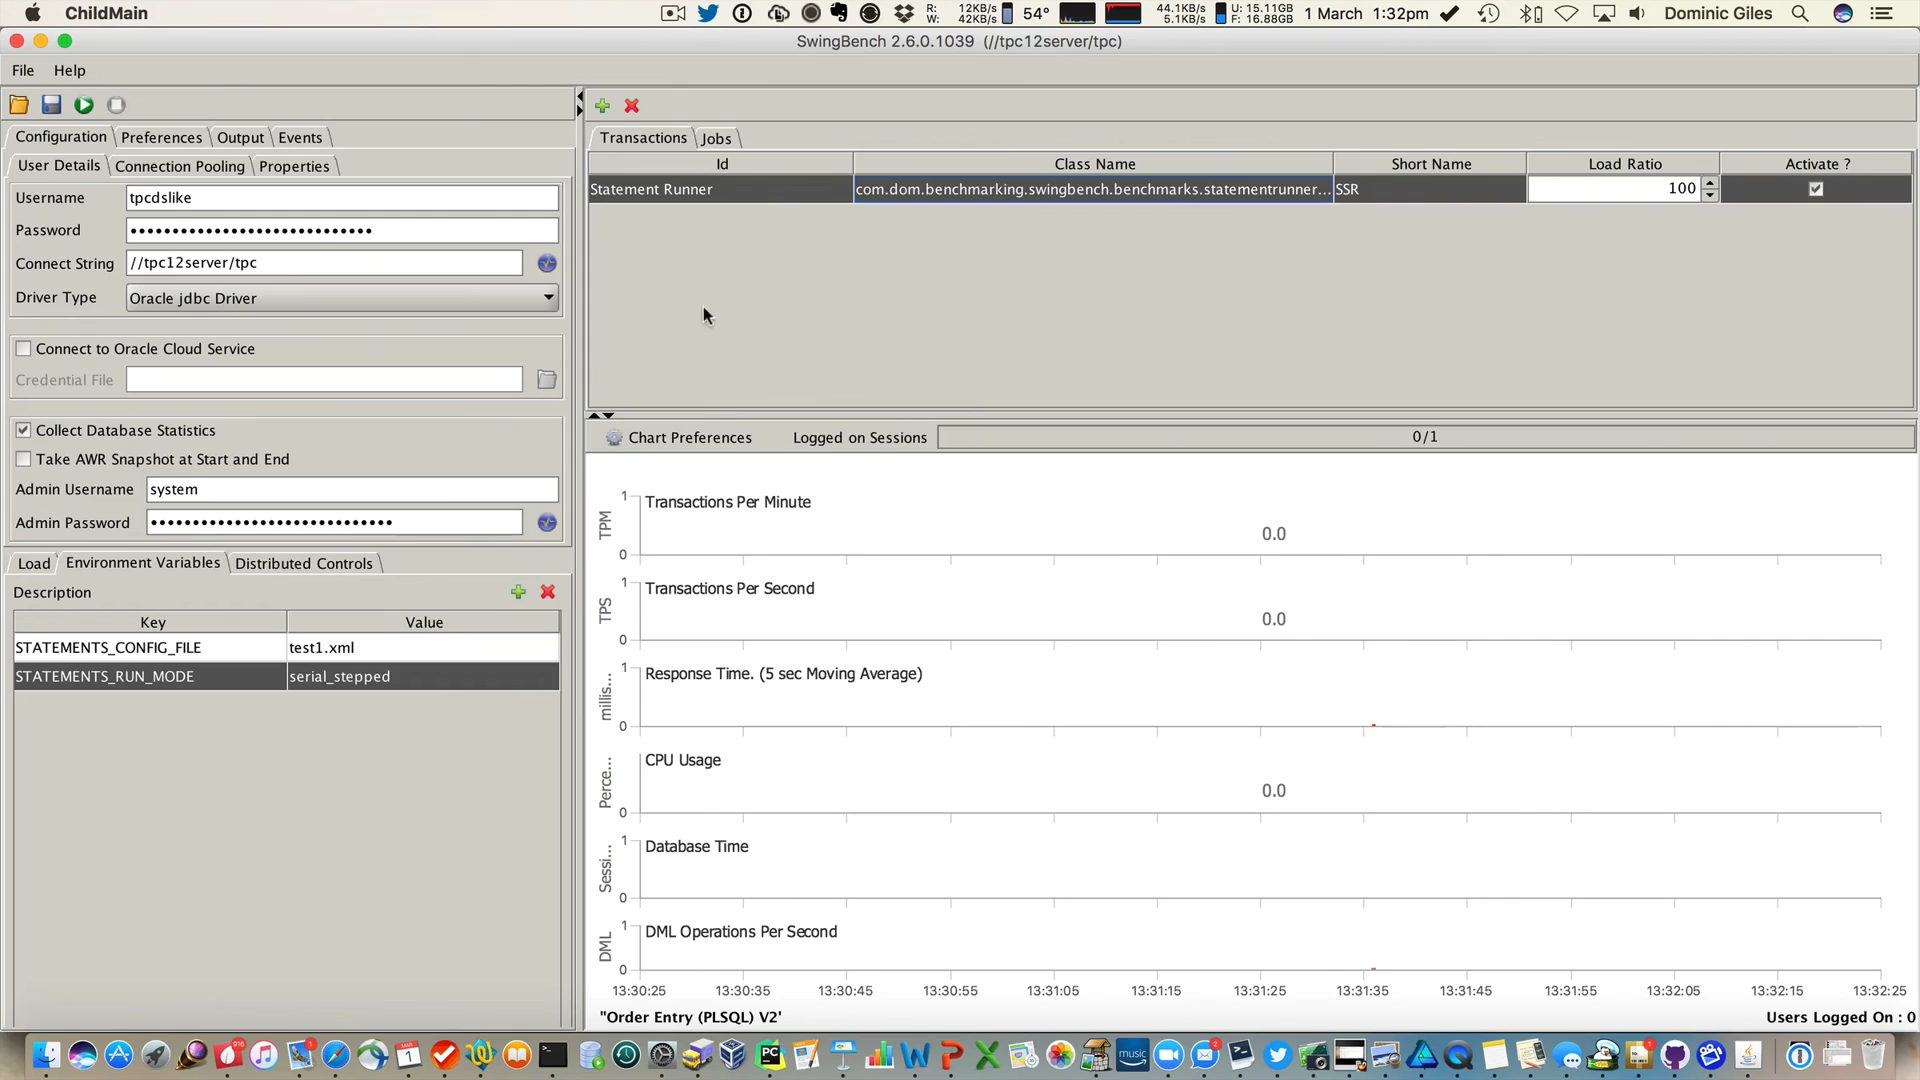 ChildMain
R: 12KB/s
W: 42KB/s
54°
44.1KB/s
5.1KB/s
U: 15.11GB
F: 16.88GB
1 March 1:32pm
Dominic Giles
SwingBench 2.6.0.1039 (//tpc12server/tpc)
File Help
Configuration Preferences Output Events
User Details Connection Pooling Properties
Username tpcdslike
Password ••••••••••••••••••••••••••••
Connect String //tpc12server/tpc
Driver Type Oracle jdbc Driver
Connect to Oracle Cloud Service
Credential File
Collect Database Statistics
Take AWR Snapshot at Start and End
Admin Username system
Admin Password ••••••••••••••••••••••••••••
Load Environment Variables Distributed Controls
Description
Key Value
STATEMENTS_CONFIG_FILE test1.xml
STATEMENTS_RUN_MODE serial_stepped
Transactions Jobs
Id Class Name Short Name Load Ratio Activate ?
Statement Runner com.dom.benchmarking.swingbench.benchmarks.statementrunner... SSR 100
Chart Preferences Logged on Sessions 0/1
Transactions Per Minute
TPM
1
0
0.0
Transactions Per Second
TPS
1
0
0.0
Response Time. (5 sec Moving Average)
millis...
1
0
CPU Usage
Perce...
0
0.0
Database Time
Sessi...
1
0
DML Operations Per Second
DML
1
0
13:30:25 13:30:35 13:30:45 13:30:55 13:31:05 13:31:15 13:31:25 13:31:35 13:31:45 13:31:55 13:32:05 13:32:15 13:32:25
"Order Entry (PLSQL) V2'
Users Logged On : 0
music
PC